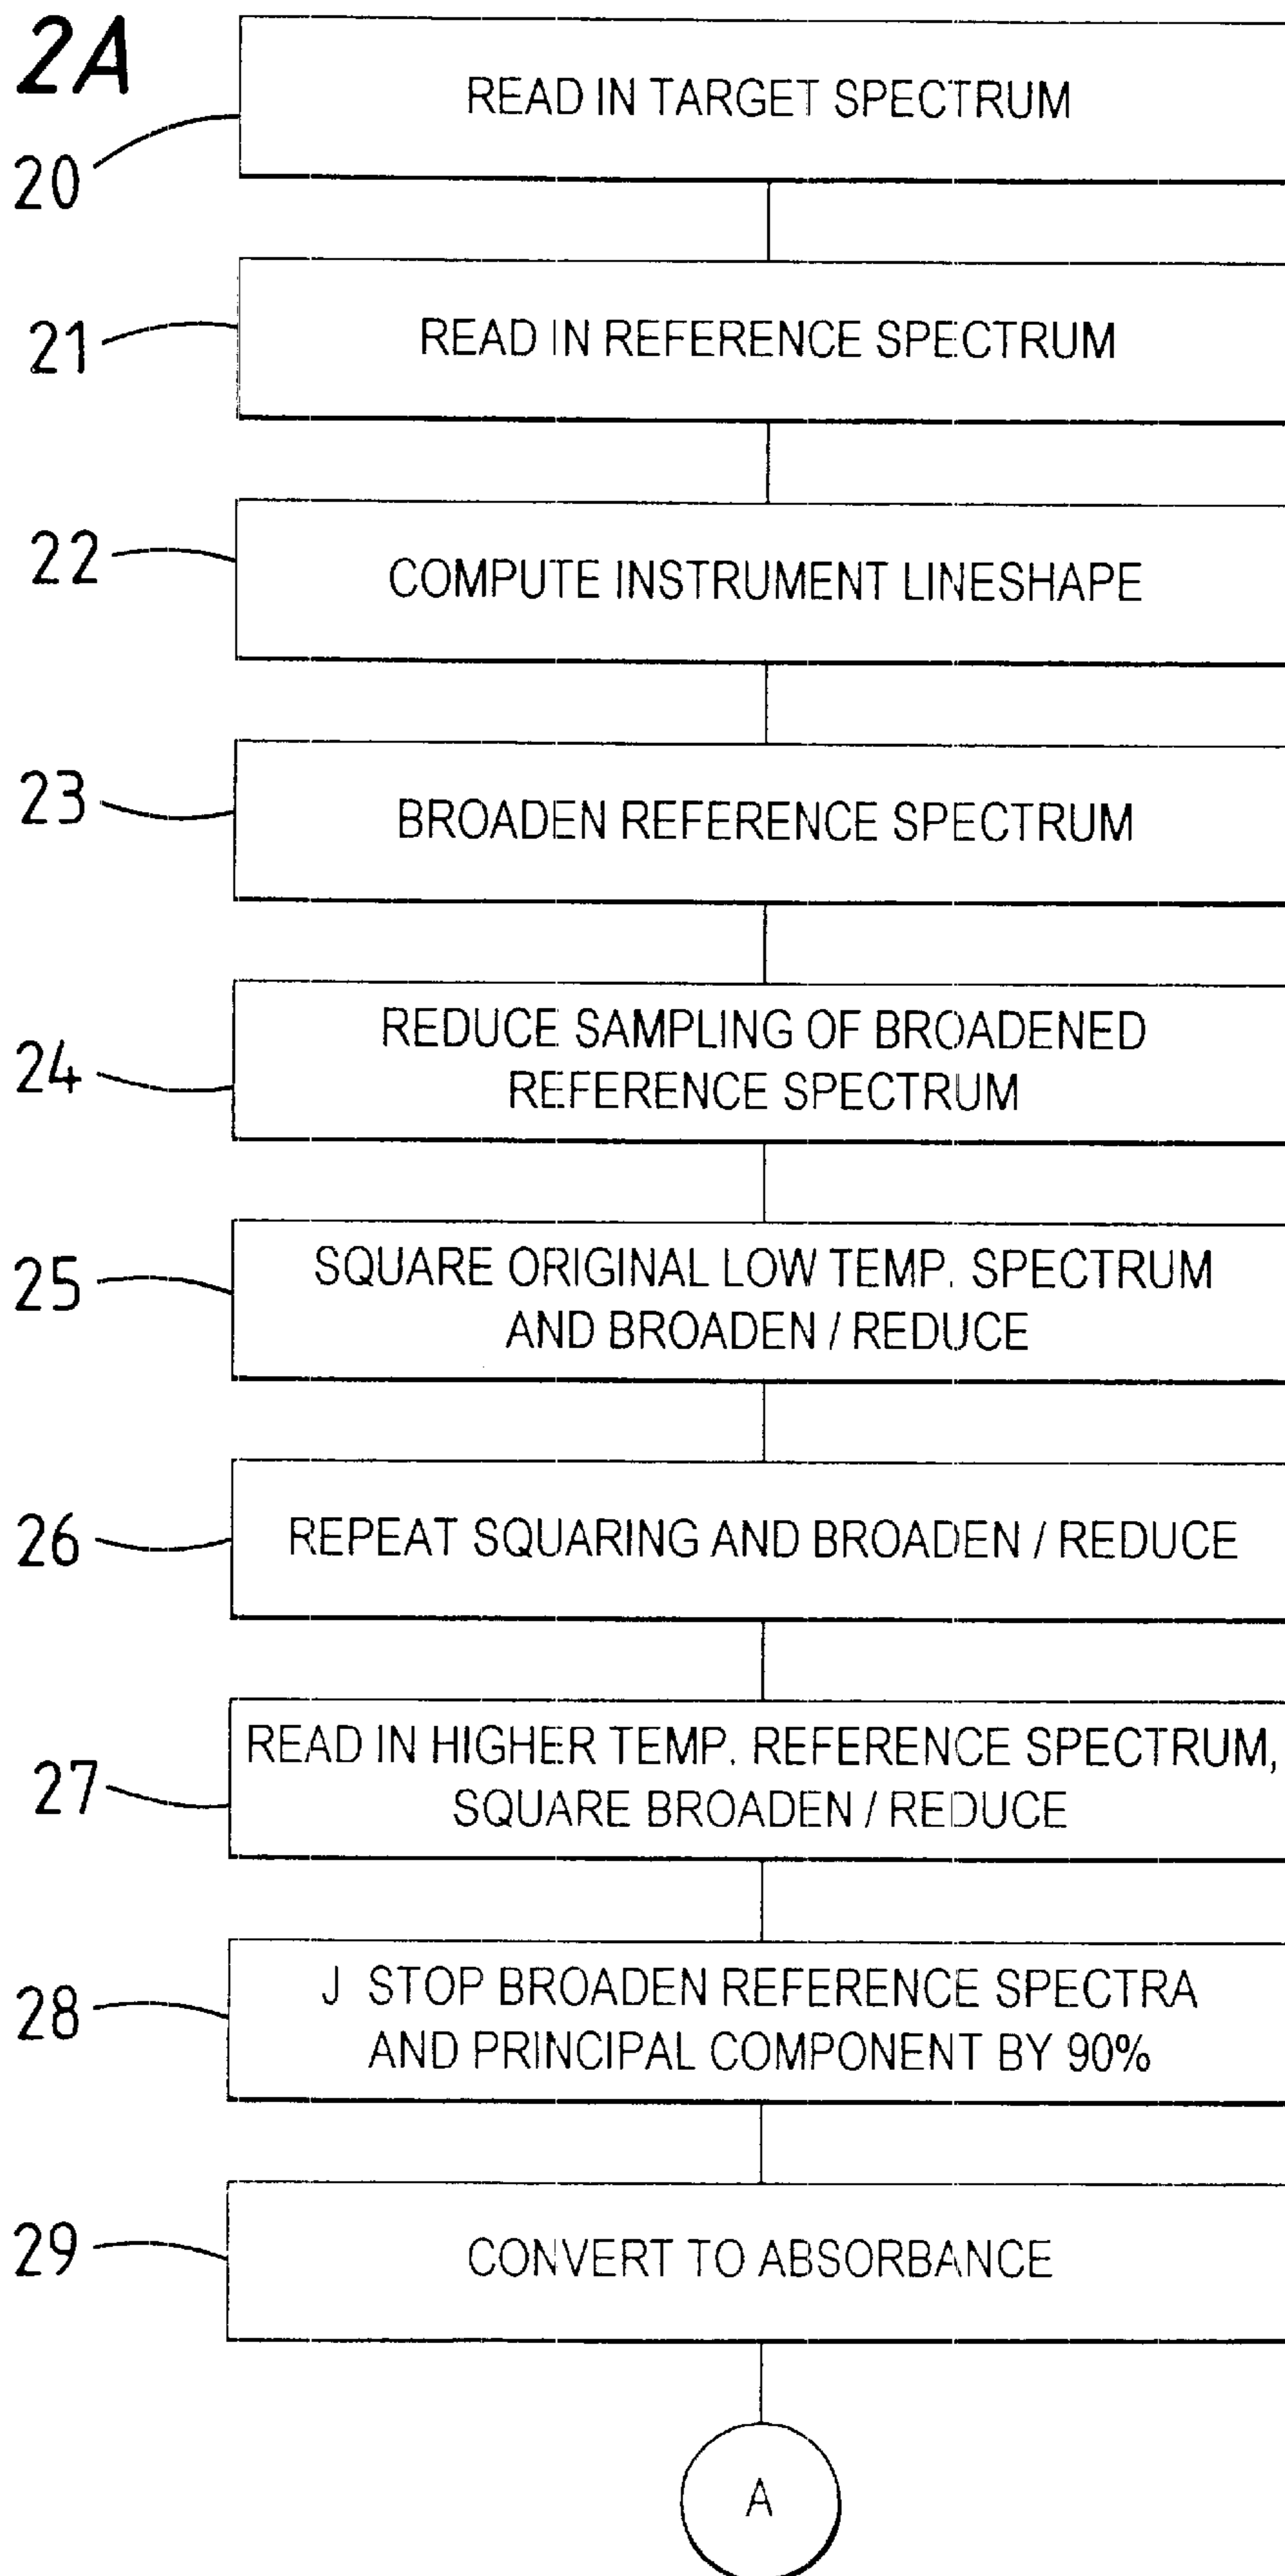 2A
20
READ IN TARGET SPECTRUM
21
READ IN REFERENCE SPECTRUM
22
COMPUTE INSTRUMENT LINESHAPE
23
BROADEN REFERENCE SPECTRUM
24
REDUCE SAMPLING OF BROADENED
REFERENCE SPECTRUM
25
SQUARE ORIGINAL LOW TEMP. SPECTRUM
AND BROADEN / REDUCE
26
REPEAT SQUARING AND BROADEN / REDUCE
27
READ IN HIGHER TEMP. REFERENCE SPECTRUM,
SQUARE BROADEN / REDUCE
28
J STOP BROADEN REFERENCE SPECTRA
AND PRINCIPAL COMPONENT BY 90%
29
CONVERT TO ABSORBANCE
A